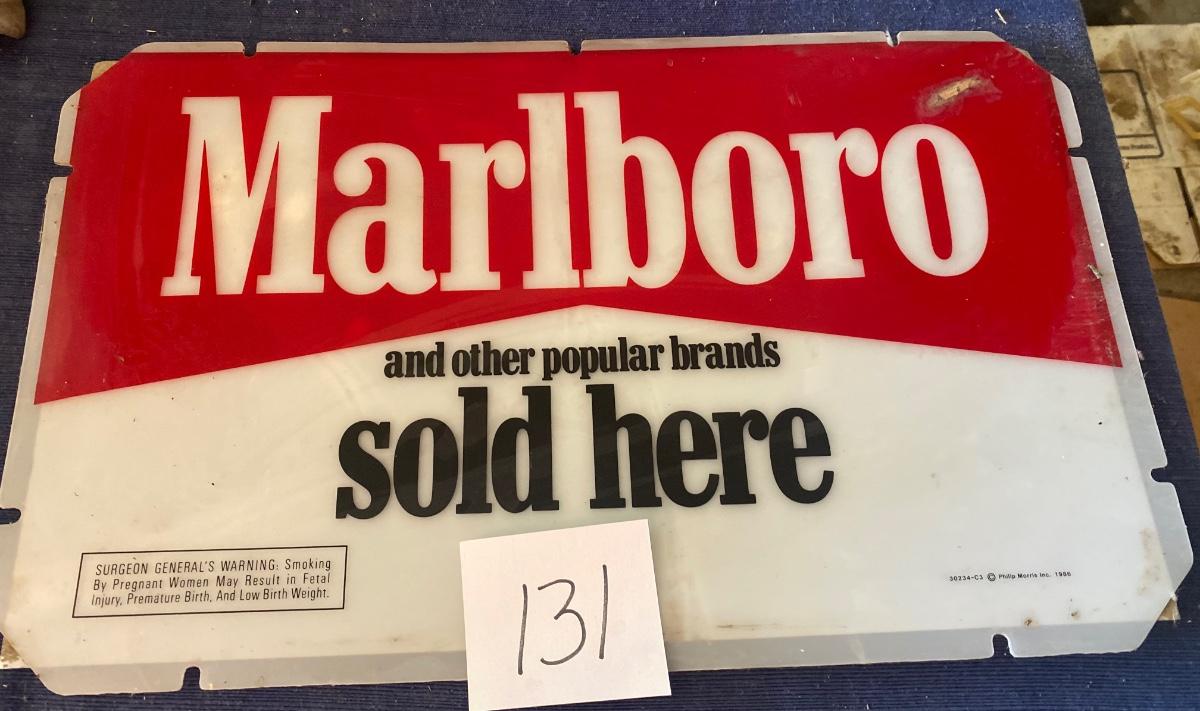 Marlboro
and other popular brands
sold here
SURGEON GENERAL'S WARNING: Smoking
By Pregnant Women May Result in Fetal
Injury, Premature Birth, And Low Birth Weight.
30234-C3 © Philip Morris Inc. 1986
131